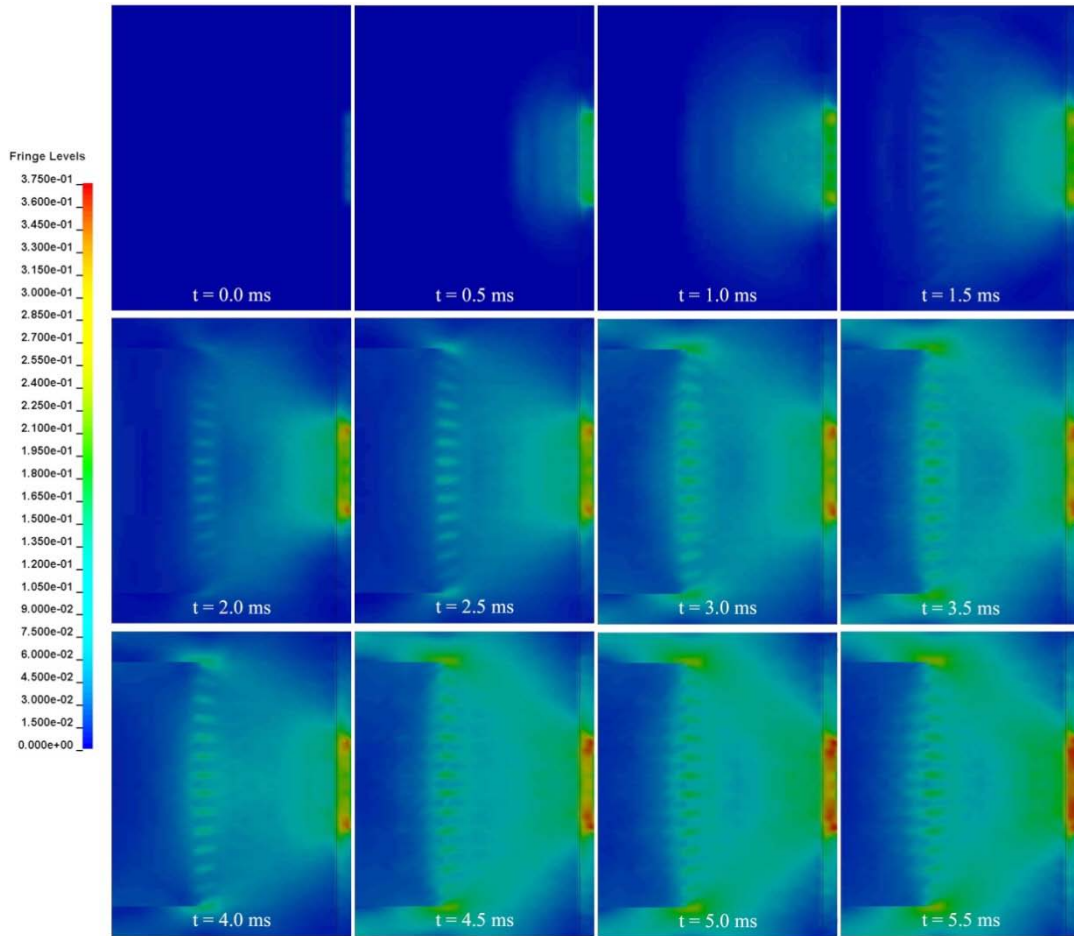 Fringe Levels
3.750e-01
3.600e-01
3.450e-01
3.300e-01
3.150e-01
3.000e-01
2.850e-01
2.700e-01
2.550e-01
2.400e-01
2.250e-01
2.100e-01
1.950e-01
1.800e-01
1.650e-01
1.500e-01
1.350e-01
1.200e-01
1.050e-01
9.000e-02
7.500e-02
6.000e-02
4.500e-02
3.000e-02
1.500e-02
0.000e+00
t = 0.0 ms
t = 0.5 ms
t = 1.0 ms
t = 1.5 ms
t = 2.0 ms
t = 2.5 ms
t = 3.0 ms
t = 3.5 ms
t = 4.0 ms
t = 4.5 ms
t = 5.0 ms
t = 5.5 ms